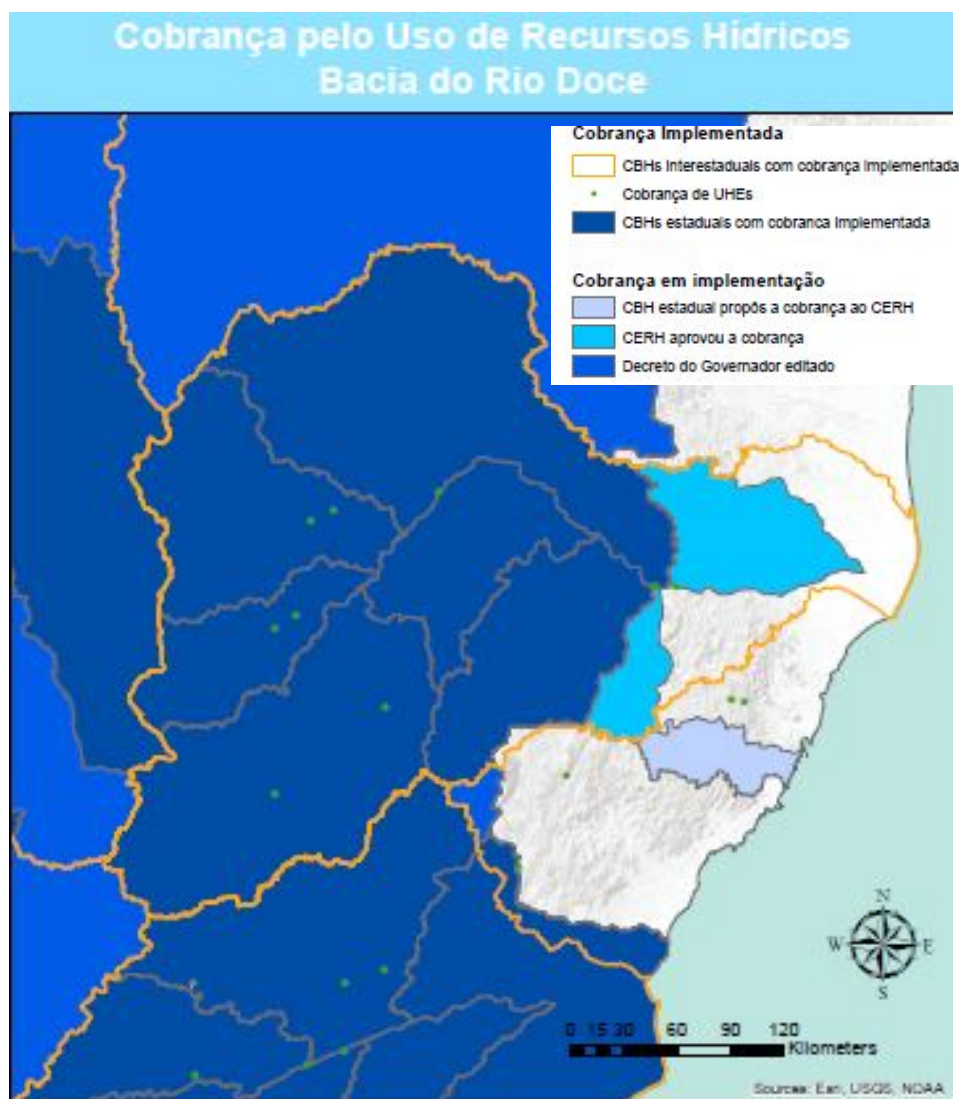 Cobrança pelo Uso de Recursos Hídricos
Bacia do Rio Doce
Cobrança Implementada
CBHs Interestaduais com cobrança Implementada
Cobrança de UHEs
CBHs estaduais com cobranca Implementada
Cobrança em implementação
CBH estadual propôs a cobrança ao CERH
CERH aprovou a cobrança
Decreto do Governador editado
N
W
E
S
0 15 30 60 90 120
Kilometers
Sources: Esri, USGS, NOAA